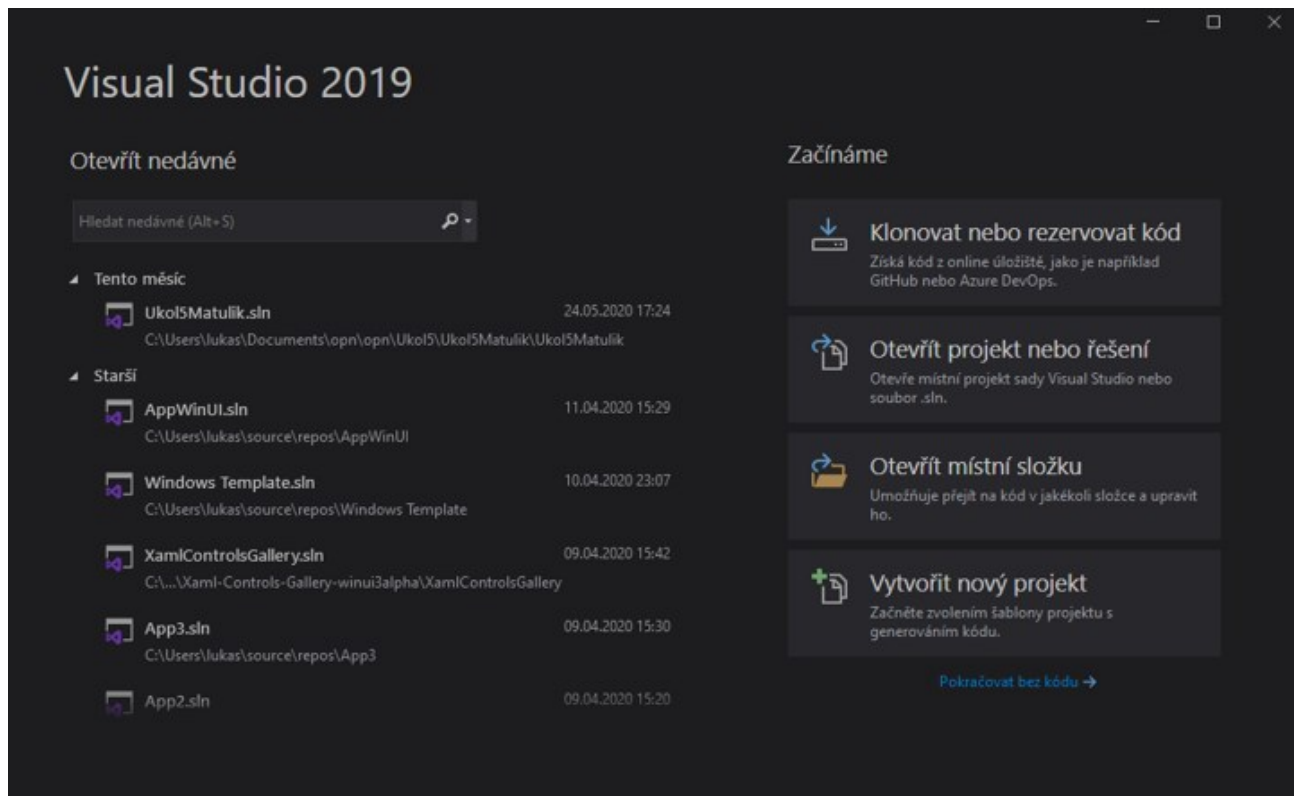 Visual Studio 2019
Otevřít nedávné
Hledat nedávné (Alt+S)
Tento měsíc
Ukol5Matulik.sln 24.05.2020 17:24
C:\Users\lukas\Documents\opn\opn\Ukol5\Ukol5Matulik\Ukol5Matulik
Starší
AppWinUI.sln 11.04.2020 15:29
C:\Users\lukas\source\repos\AppWinUI
Windows Template.sln 10.04.2020 23:07
C:\Users\lukas\source\repos\Windows Template
XamlControlsGallery.sln 09.04.2020 15:42
C:\...\Xaml-Controls-Gallery-winui3alpha\XamlControlsGallery
App3.sln 09.04.2020 15:30
C:\Users\lukas\source\repos\App3
App2.sln 09.04.2020 15:20
Začínáme
Klonovat nebo rezervovat kód
Získá kód z online úložiště, jako je například
GitHub nebo Azure DevOps.
Otevřít projekt nebo řešení
Otevře místní projekt sady Visual Studio nebo
soubor .sln.
Otevřít místní složku
Umožňuje přejít na kód v jakékoli složce a upravit
ho.
Vytvořit nový projekt
Začněte zvolením šablony projektu s
generováním kódu.
Pokračovat bez kódu →